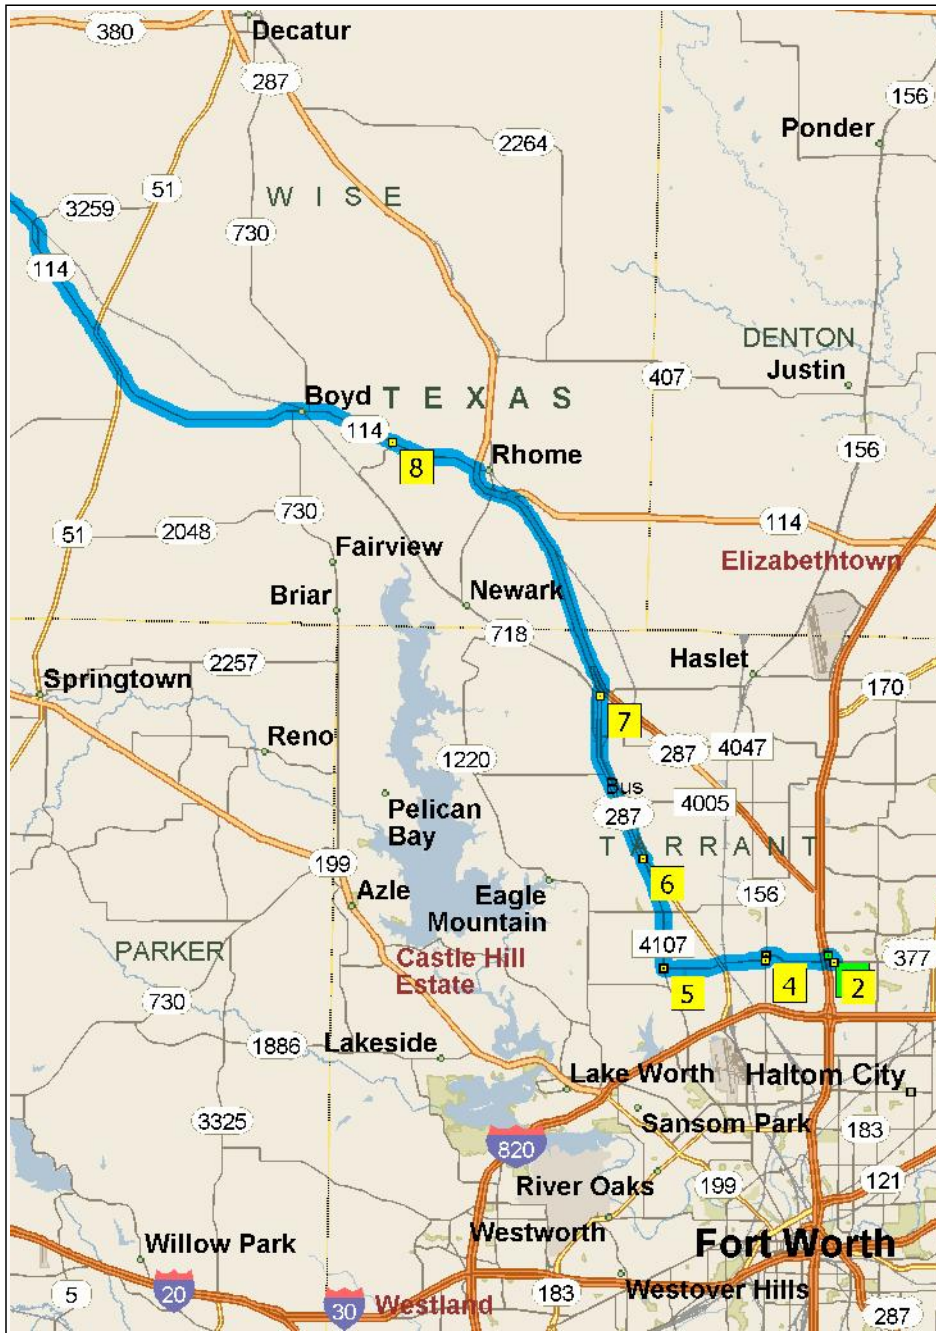 380
Decatur
287
156
Ponder
2264
51
W I S E
3259
730
114
DENTON
407
Justin
Boyd
T E X A S
114
8
Rhome
156
730
2048
51
114
Fairview
Elizabethtown
Briar
Newark
718
2257
Haslet
Springtown
170
7
Reno
287
4047
1220
Bus
4005
287
Pelican
Bay
T A R R A N T
199
6
156
Azle
Eagle
Mountain
4107
PARKER
Castle Hill
Estate
377
5
4
2
730
1886
Lakeside
Lake Worth
Haltom City
3325
Sansom Park
183
820
River Oaks
199
121
Westworth
Willow Park
Fort Worth
20
5
30
Westland
183
Westover Hills
287